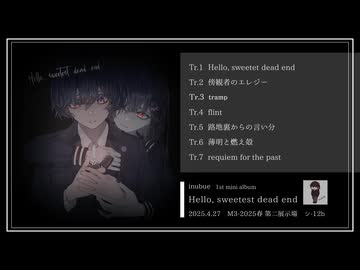 Hello, sweetest dead end
Tr.1 Hello, sweetet dead end
Tr.2 傍観者のエレジー
Tr.3 tramp
Tr.4 flint
Tr.5 路地裏からの言い分
Tr.6 薄明と燃え殻
Tr.7 requiem for the past
inubue 1st mini album
Hello, sweetest dead end
2025.4.27 M3-2025春 第二展示場 シ-12b